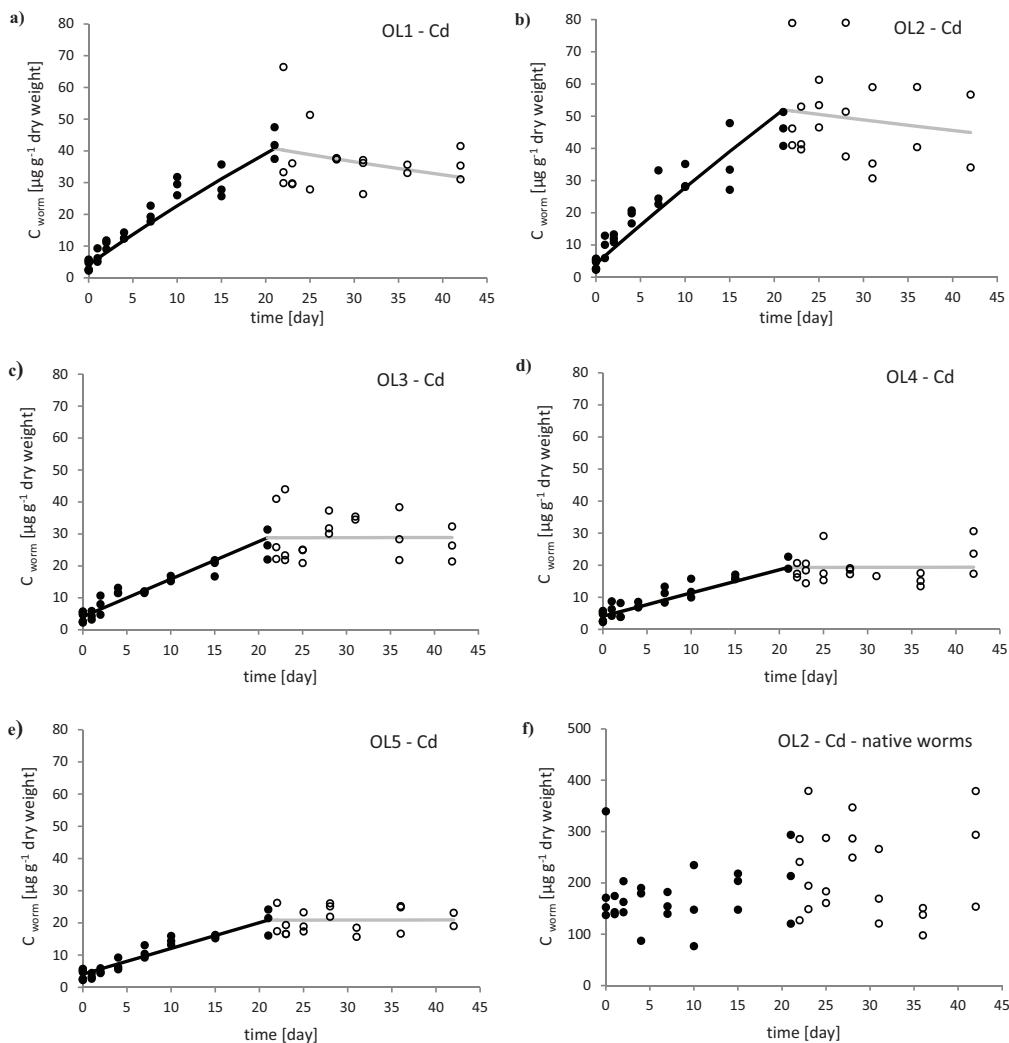 a)
OL1 - Cd
C worm [µg g-1 dry weight]
80
70
60
50
40
30
20
10
0
0 5 10 15 20 25 30 35 40 45
time [day]
b)
OL2 - Cd
C worm [µg g-1 dry weight]
80
70
60
50
40
30
20
10
0
0 5 10 15 20 25 30 35 40 45
time [day]
c)
OL3 - Cd
C worm [µg g-1 dry weight]
80
70
60
50
40
30
20
10
0
0 5 10 15 20 25 30 35 40 45
time [day]
d)
OL4 - Cd
C worm [µg g-1 dry weight]
80
70
60
50
40
30
20
10
0
0 5 10 15 20 25 30 35 40 45
time [day]
e)
OL5 - Cd
C worm [µg g-1 dry weight]
80
70
60
50
40
30
20
10
0
0 5 10 15 20 25 30 35 40 45
time [day]
f)
OL2 - Cd - native worms
C worm [µg g-1 dry weight]
500
400
300
200
100
0
0 5 10 15 20 25 30 35 40 45
time [day]